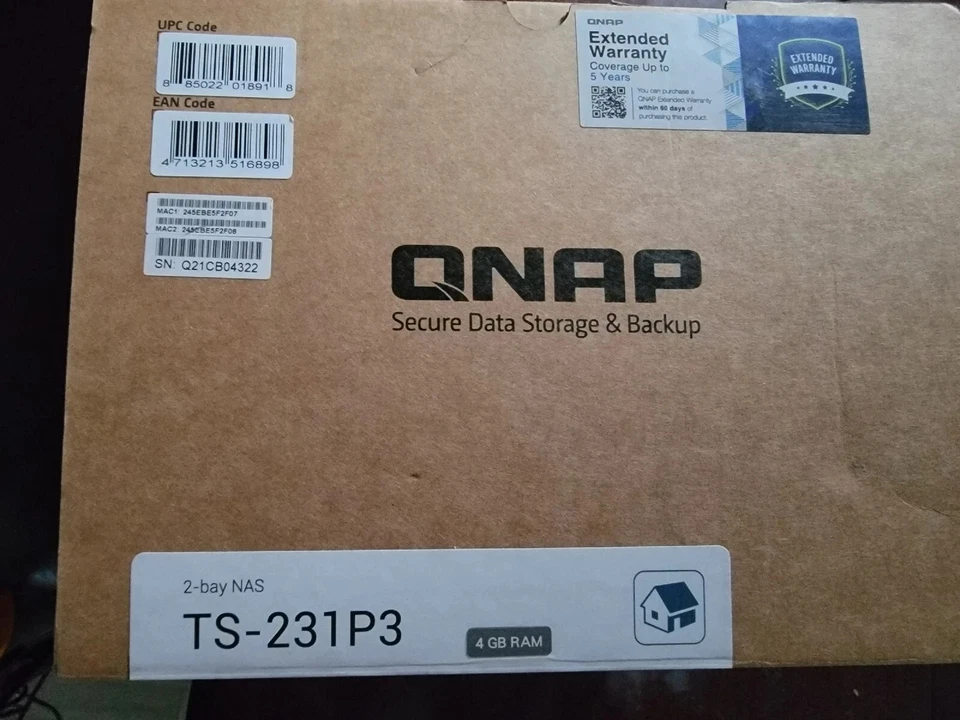 UPC Code
8 85022 01891 8
EAN Code
4 713213 516898
MAC1: 245EBE5F2F07
MAC2: 245EBE5F2F08
SN: Q21CB04322
QNAP
Extended
Warranty
Coverage Up to
5 Years
You can purchase a
QNAP Extended Warranty
within 60 days of
purchasing this product.
EXTENDED
WARRANTY
QNAP
Secure Data Storage & Backup
2-bay NAS
TS-231P3
4 GB RAM